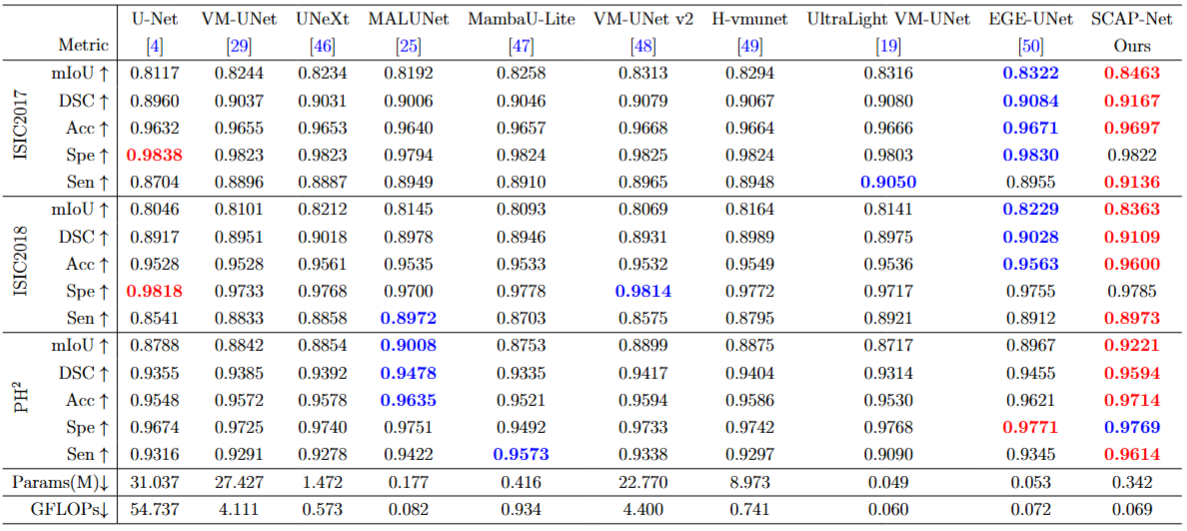 U-Net VM-UNet UNeXt MALUNet MambaU-Lite VM-UNet v2 H-vmunet UltraLight VM-UNet EGE-UNet SCAP-Net
Metric [4] [29] [46] [25] [47] [48] [49] [19] [50] Ours
ISIC2017
mIoU ↑ 0.8117 0.8244 0.8234 0.8192 0.8258 0.8313 0.8294 0.8316 0.8322 0.8463
DSC ↑ 0.8960 0.9037 0.9031 0.9006 0.9046 0.9079 0.9067 0.9080 0.9084 0.9167
Acc ↑ 0.9632 0.9655 0.9653 0.9640 0.9657 0.9668 0.9664 0.9666 0.9671 0.9697
Spe ↑ 0.9838 0.9823 0.9823 0.9794 0.9824 0.9825 0.9824 0.9803 0.9830 0.9822
Sen ↑ 0.8704 0.8896 0.8887 0.8949 0.8910 0.8965 0.8948 0.9050 0.8955 0.9136
ISIC2018
mIoU ↑ 0.8046 0.8101 0.8212 0.8145 0.8093 0.8069 0.8164 0.8141 0.8229 0.8363
DSC ↑ 0.8917 0.8951 0.9018 0.8978 0.8946 0.8931 0.8989 0.8975 0.9028 0.9109
Acc ↑ 0.9528 0.9528 0.9561 0.9535 0.9533 0.9532 0.9549 0.9536 0.9563 0.9600
Spe ↑ 0.9818 0.9733 0.9768 0.9700 0.9778 0.9814 0.9772 0.9717 0.9755 0.9785
Sen ↑ 0.8541 0.8833 0.8858 0.8972 0.8703 0.8575 0.8795 0.8921 0.8912 0.8973
PH²
mIoU ↑ 0.8788 0.8842 0.8854 0.9008 0.8753 0.8899 0.8875 0.8717 0.8967 0.9221
DSC ↑ 0.9355 0.9385 0.9392 0.9478 0.9335 0.9417 0.9404 0.9314 0.9455 0.9594
Acc ↑ 0.9548 0.9572 0.9578 0.9635 0.9521 0.9594 0.9586 0.9530 0.9621 0.9714
Spe ↑ 0.9674 0.9725 0.9740 0.9751 0.9492 0.9733 0.9742 0.9768 0.9771 0.9769
Sen ↑ 0.9316 0.9291 0.9278 0.9422 0.9573 0.9338 0.9297 0.9090 0.9345 0.9614
Params(M)↓ 31.037 27.427 1.472 0.177 0.416 22.770 8.973 0.049 0.053 0.342
GFLOPs↓ 54.737 4.111 0.573 0.082 0.934 4.400 0.741 0.060 0.072 0.069